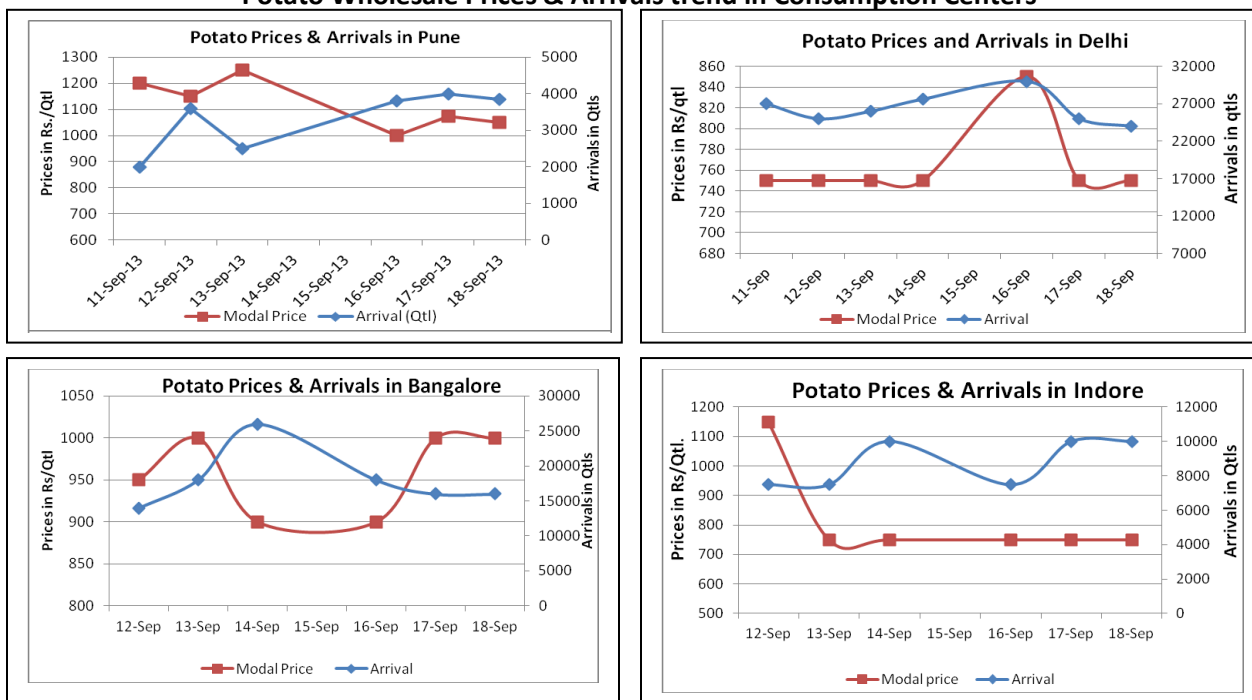 Potato Wholesale Prices & Arrivals trend in Consumption Centers
Potato Prices & Arrivals in Pune
Prices in Rs./Qtl
1300
1200
1100
1000
900
800
700
600
5000
4000
3000
2000
1000
0
Arrivals in Qtls
11-Sep-13
12-Sep-13
13-Sep-13
14-Sep-13
15-Sep-13
16-Sep-13
17-Sep-13
18-Sep-13
Modal Price
Arrival (Qtl)
Potato Prices and Arrivals in Delhi
Prices in Rs/qtl
860
840
820
800
780
760
740
720
700
680
32000
27000
22000
17000
12000
7000
Arrivals in qtls
11-Sep
12-Sep
13-Sep
14-Sep
15-Sep
16-Sep
17-Sep
18-Sep
Modal Price
Arrival
Potato Prices & Arrivals in Bangalore
Prices in Rs/Qtl
1050
1000
950
900
850
800
30000
25000
20000
15000
10000
5000
0
Arrivals in Qtls
12-Sep
13-Sep
14-Sep
15-Sep
16-Sep
17-Sep
18-Sep
Modal Price
Arrival
Potato Prices & Arrivals in Indore
Prices in Rs/Qtl.
1200
1100
1000
900
800
700
600
500
12000
10000
8000
6000
4000
2000
0
Arrivals in Qtls
12-Sep
13-Sep
14-Sep
15-Sep
16-Sep
17-Sep
18-Sep
Modal price
Arrival